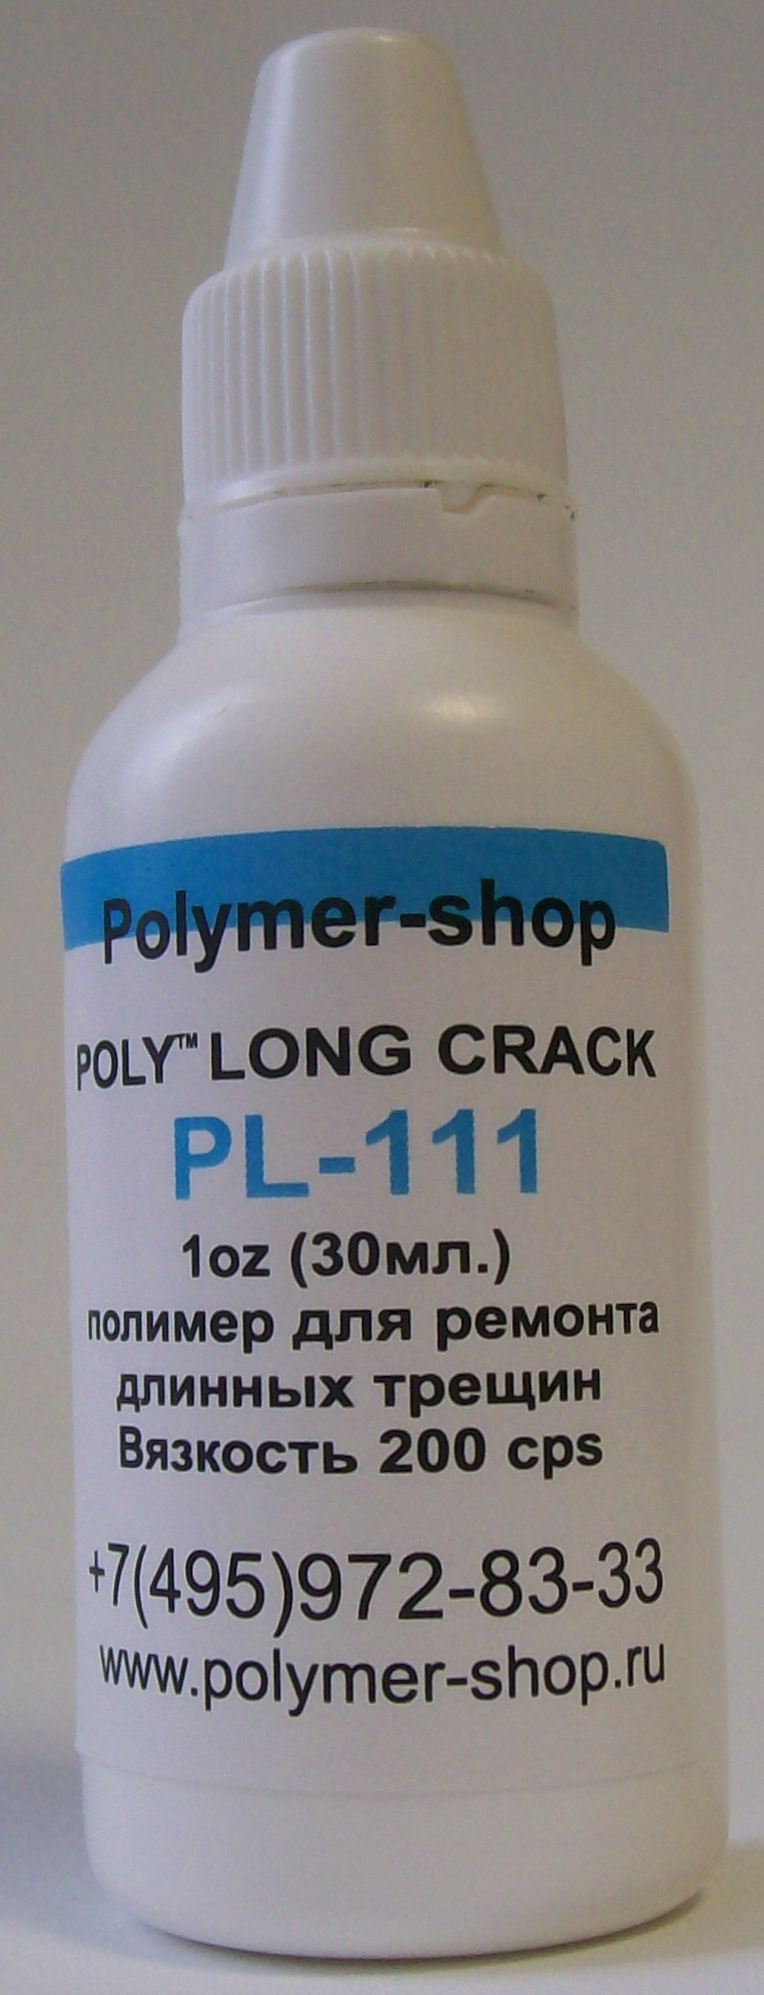 Polymer-shop
POLY™ LONG CRACK
PL-111
1oz (30мл.)
полимер для ремонта
длинных трещин
Вязкость 200 cps
+7(495)972-83-33
www.polymer-shop.ru